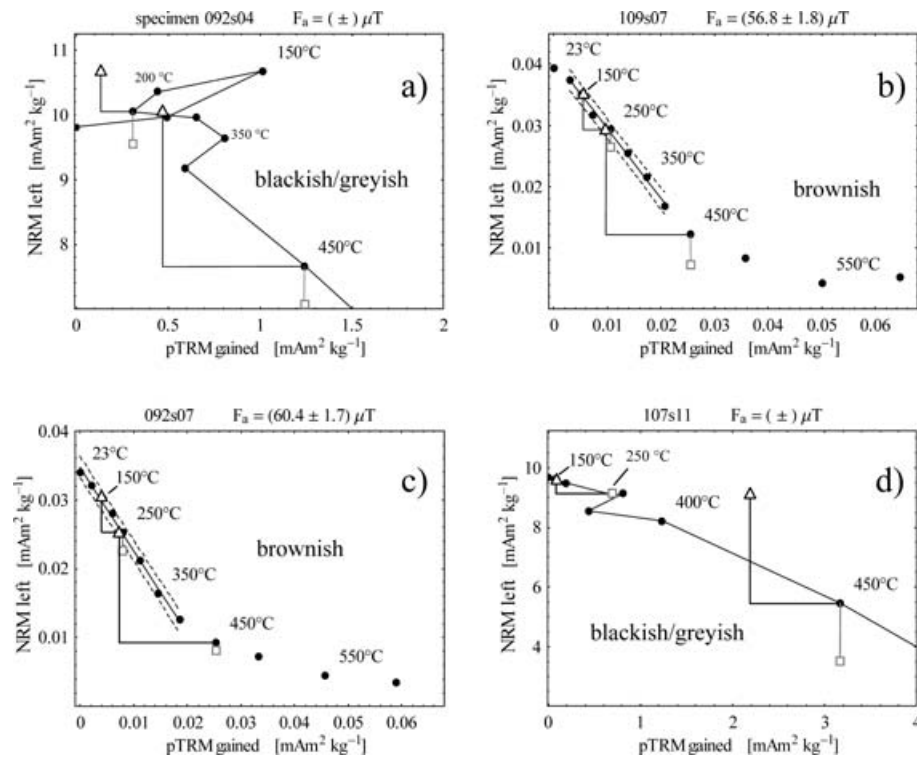 specimen 092s04 Fa = ( ± ) μT
11
10
9
8
0
0.5
1
1.5
2
NRM left [mAm² kg⁻¹]
pTRM gained [mAm² kg⁻¹]
150°C
200 °C
350 °C
450°C
a)
blackish/greyish
109s07 Fa = (56.8 ± 1.8) μT
0.04
0.03
0.02
0.01
0
0.01
0.02
0.03
0.04
0.05
0.06
NRM left [mAm² kg⁻¹]
pTRM gained [mAm² kg⁻¹]
23°C
150°C
250°C
350°C
450°C
550°C
b)
brownish
092s07 Fa = (60.4 ± 1.7) μT
0.04
0.03
0.02
0.01
0
0.01
0.02
0.03
0.04
0.05
0.06
NRM left [mAm² kg⁻¹]
pTRM gained [mAm² kg⁻¹]
23°C
150°C
250°C
350°C
450°C
550°C
c)
brownish
107s11 Fa = ( ± ) μT
10
8
6
4
0
1
2
3
4
NRM left [mAm² kg⁻¹]
pTRM gained [mAm² kg⁻¹]
150°C
250 °C
400°C
450°C
d)
blackish/greyish